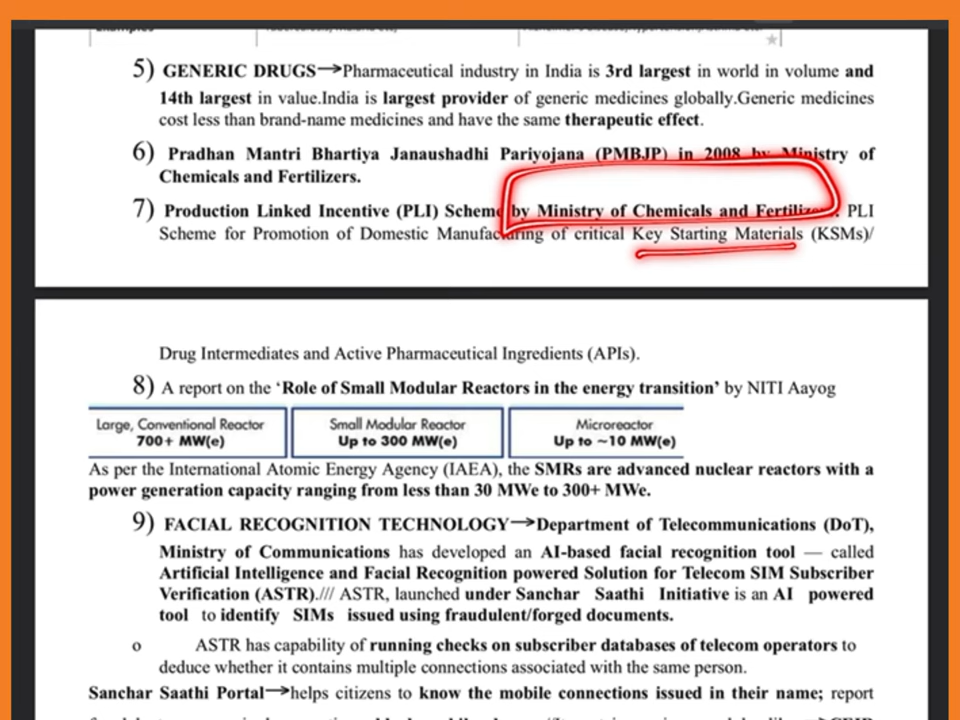 5) GENERIC DRUGS→Pharmaceutical industry in India is 3rd largest in world in volume and
14th largest in value.India is largest provider of generic medicines globally.Generic medicines
cost less than brand-name medicines and have the same therapeutic effect.
6) Pradhan Mantri Bhartiya Janaushadhi Pariyojana (PMBJP) in 2008 by Ministry of
Chemicals and Fertilizers.
7) Production Linked Incentive (PLI) Scheme by Ministry of Chemicals and Fertilizers. PLI
Scheme for Promotion of Domestic Manufacturing of critical Key Starting Materials (KSMs)/
Drug Intermediates and Active Pharmaceutical Ingredients (APIs).
8) A report on the ‘Role of Small Modular Reactors in the energy transition’ by NITI Aayog
Large, Conventional Reactor Small Modular Reactor Microreactor
700+ MW(e) Up to 300 MW(e) Up to ~10 MW(e)
As per the International Atomic Energy Agency (IAEA), the SMRs are advanced nuclear reactors with a
power generation capacity ranging from less than 30 MWe to 300+ MWe.
9) FACIAL RECOGNITION TECHNOLOGY→Department of Telecommunications (DoT),
Ministry of Communications has developed an AI-based facial recognition tool — called
Artificial Intelligence and Facial Recognition powered Solution for Telecom SIM Subscriber
Verification (ASTR)./// ASTR, launched under Sanchar Saathi Initiative is an AI powered
tool to identify SIMs issued using fraudulent/forged documents.
o ASTR has capability of running checks on subscriber databases of telecom operators to
deduce whether it contains multiple connections associated with the same person.
Sanchar Saathi Portal→helps citizens to know the mobile connections issued in their name; report